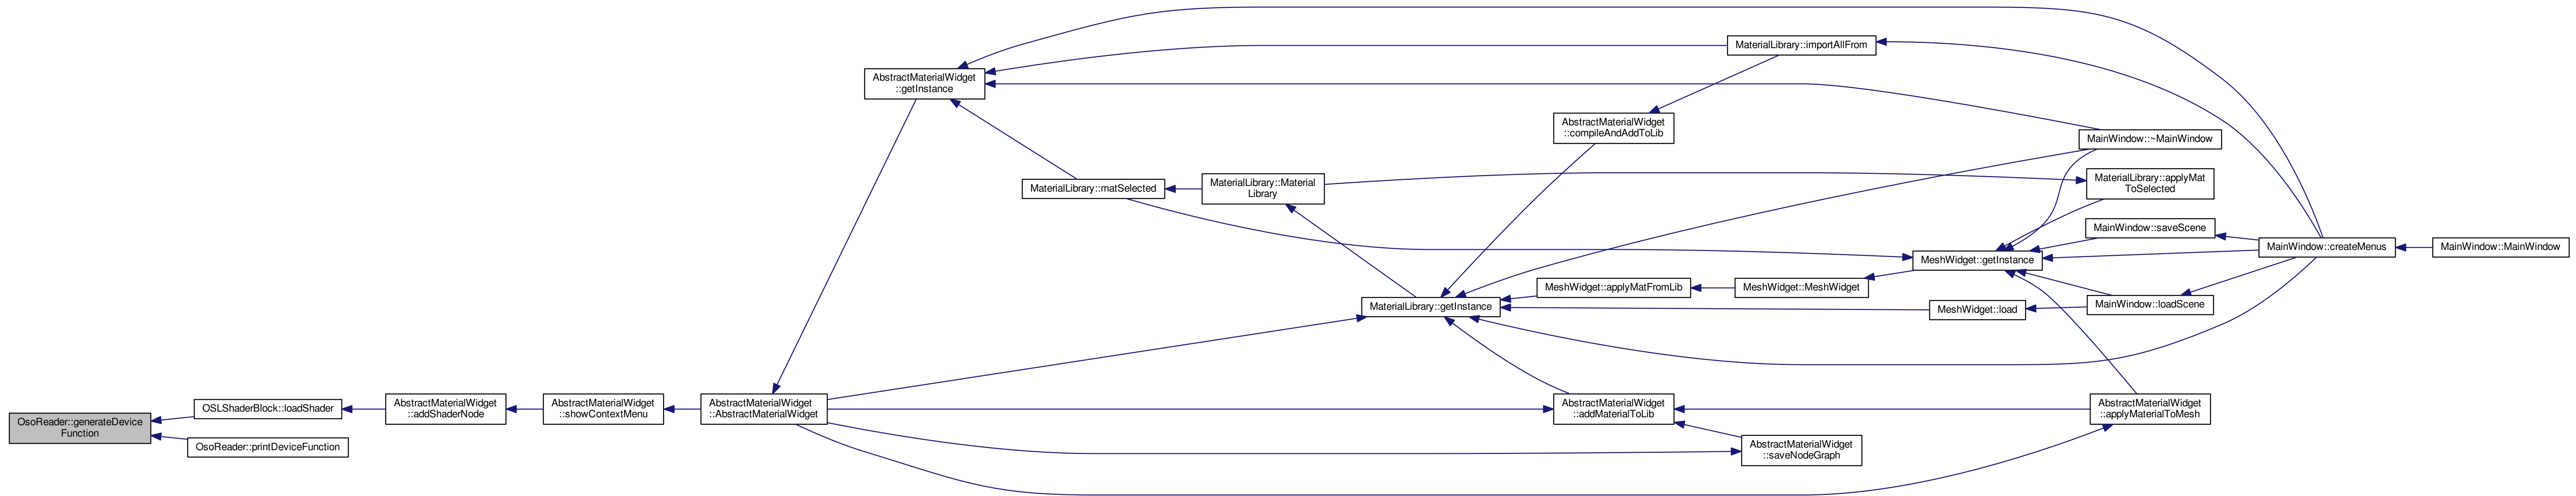 OsoReader::generateDevice
Function
OSLShaderBlock::loadShader
OsoReader::printDeviceFunction
AbstractMaterialWidget
::addShaderNode
AbstractMaterialWidget
::showContextMenu
AbstractMaterialWidget
::AbstractMaterialWidget
AbstractMaterialWidget
::getInstance
MaterialLibrary::matSelected
MaterialLibrary::Material
Library
MaterialLibrary::getInstance
AbstractMaterialWidget
::compileAndAddToLib
MaterialLibrary::importAllFrom
MeshWidget::applyMatFromLib
MeshWidget::MeshWidget
MeshWidget::load
AbstractMaterialWidget
::addMaterialToLib
AbstractMaterialWidget
::saveNodeGraph
MeshWidget::getInstance
MainWindow::~MainWindow
MaterialLibrary::applyMat
ToSelected
MainWindow::saveScene
MainWindow::loadScene
AbstractMaterialWidget
::applyMaterialToMesh
MainWindow::createMenus
MainWindow::MainWindow